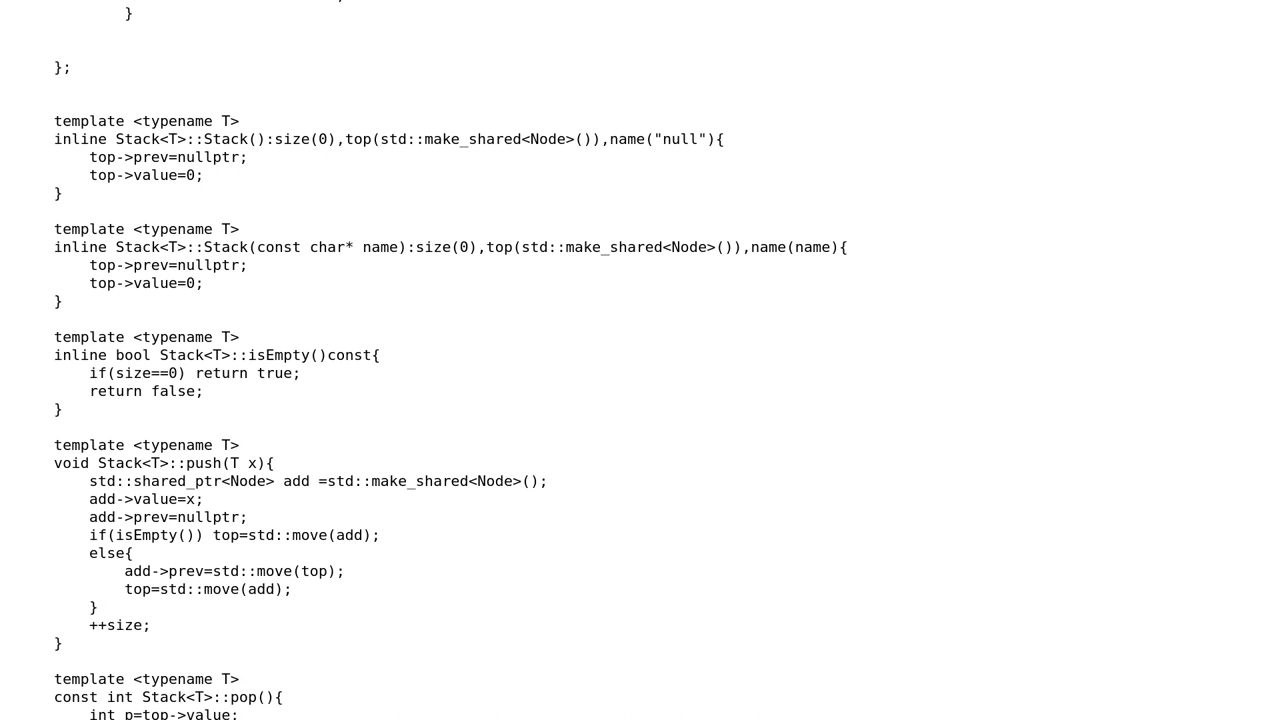 }
};
template <typename T>
inline Stack<T>::Stack():size(0),top(std::make_shared<Node>()),name("null"){
    top->prev=nullptr;
    top->value=0;
}
template <typename T>
inline Stack<T>::Stack(const char* name):size(0),top(std::make_shared<Node>()),name(name){
    top->prev=nullptr;
    top->value=0;
}
template <typename T>
inline bool Stack<T>::isEmpty()const{
    if(size==0) return true;
    return false;
}
template <typename T>
void Stack<T>::push(T x){
    std::shared_ptr<Node> add =std::make_shared<Node>();
    add->value=x;
    add->prev=nullptr;
    if(isEmpty()) top=std::move(add);
    else{
        add->prev=std::move(top);
        top=std::move(add);
    }
    ++size;
}
template <typename T>
const int Stack<T>::pop(){
    int p=top->value;